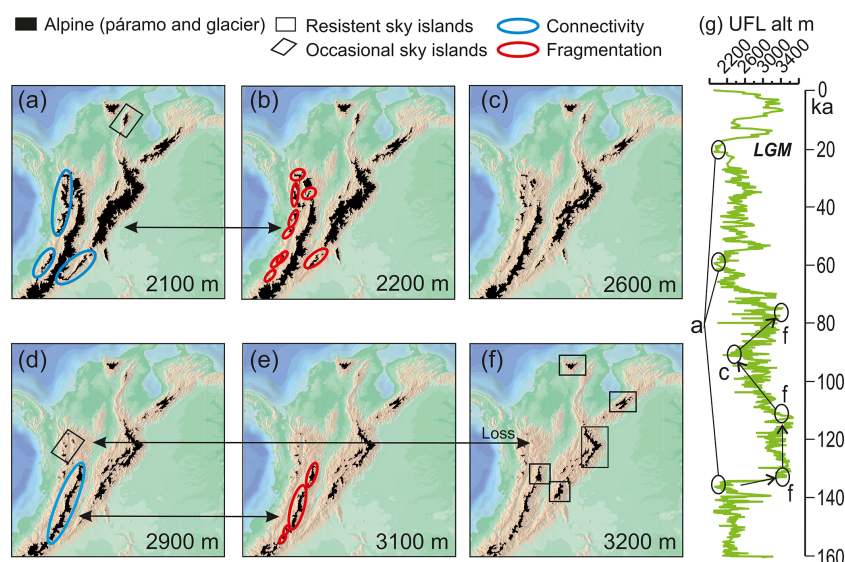 Alpine (páramo and glacier)
Resistent sky islands
Connectivity
Occasional sky islands
Fragmentation
(g) UFL alt m
2200
2600
3000
3400
(a)
2100 m
(b)
2200 m
(c)
2600 m
(d)
2900 m
(e)
3100 m
(f)
Loss
3200 m
0
ka
LGM
20
40
60
80
100
120
140
160
a
c
f
f
f